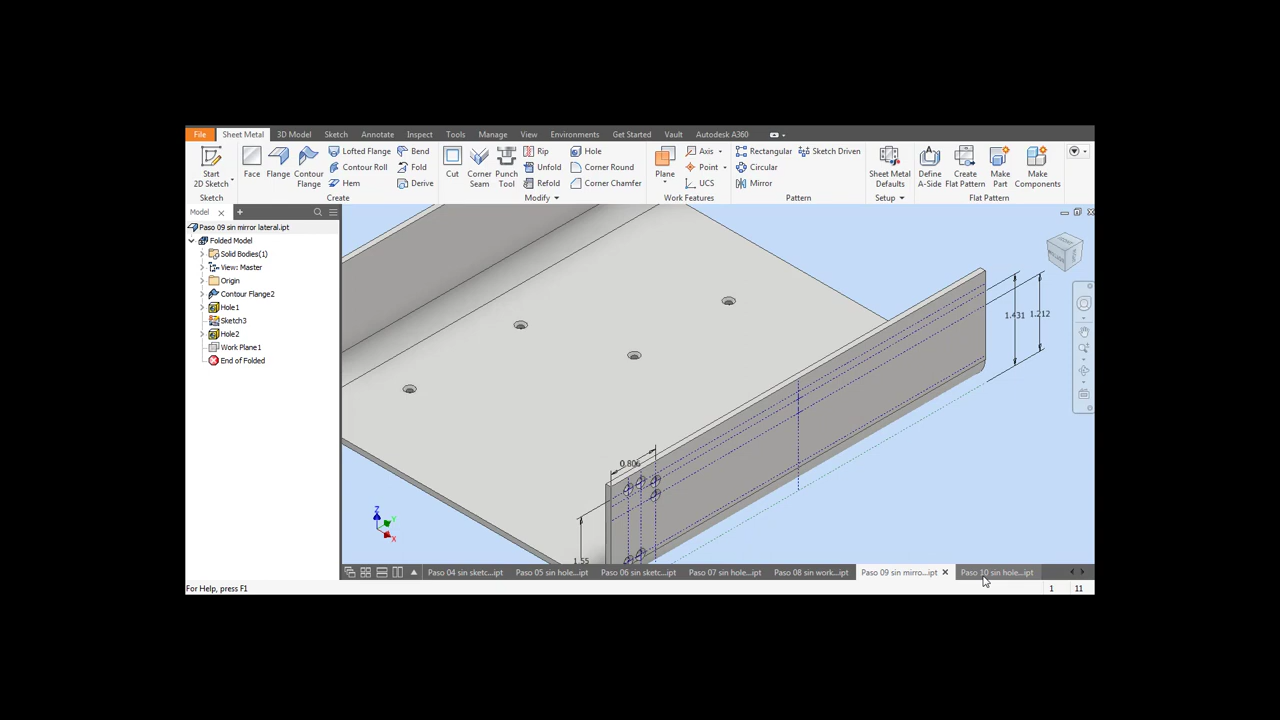 File Sheet Metal 3D Model Sketch Annotate Inspect Tools Manage View Environments Get Started Vault Autodesk A360
Start 2D Sketch Face Flange Contour Flange Lofted Flange Bend Contour Roll Fold Hem Derive Cut Corner Seam Punch Tool Rip Hole Unfold Corner Round Refold Corner Chamfer Plane Axis Point UCS Rectangular Sketch Driven Circular Mirror Sheet Metal Defaults Define A-Side Create Flat Pattern Make Part Make Components
Sketch Create Modify Work Features Pattern Setup Flat Pattern
Model
Paso 09 sin mirror lateral.ipt
Folded Model
Solid Bodies(1)
View: Master
Origin
Contour Flange2
Hole1
Sketch3
Hole2
Work Plane1
End of Folded
FRONT
1.431 1.212
0.806
1.55
Z
Y
X
Paso 04 sin sketc...ipt Paso 05 sin hole...ipt Paso 06 sin sketc...ipt Paso 07 sin hole...ipt Paso 08 sin work...ipt Paso 09 sin mirro...ipt Paso 10 sin hole...ipt
For Help, press F1 1 11